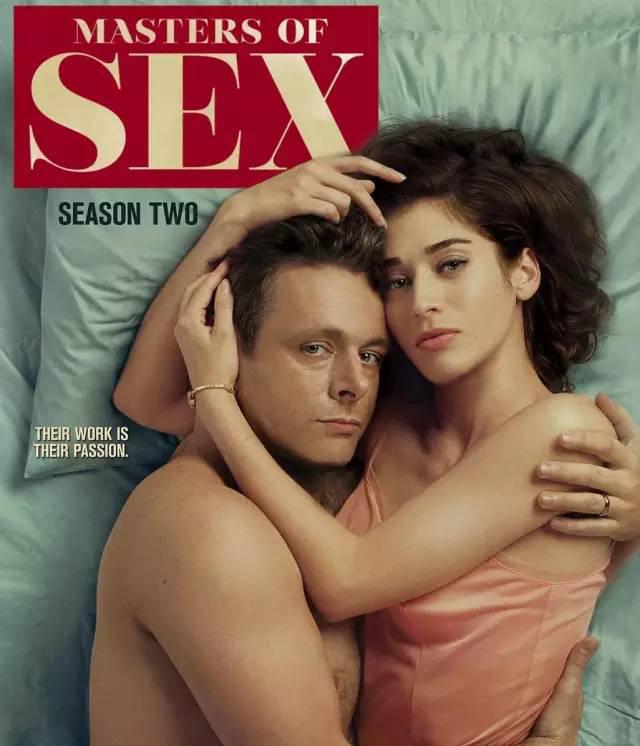 MASTERS OF
SEX
SEASON TWO
THEIR WORK IS
THEIR PASSION.